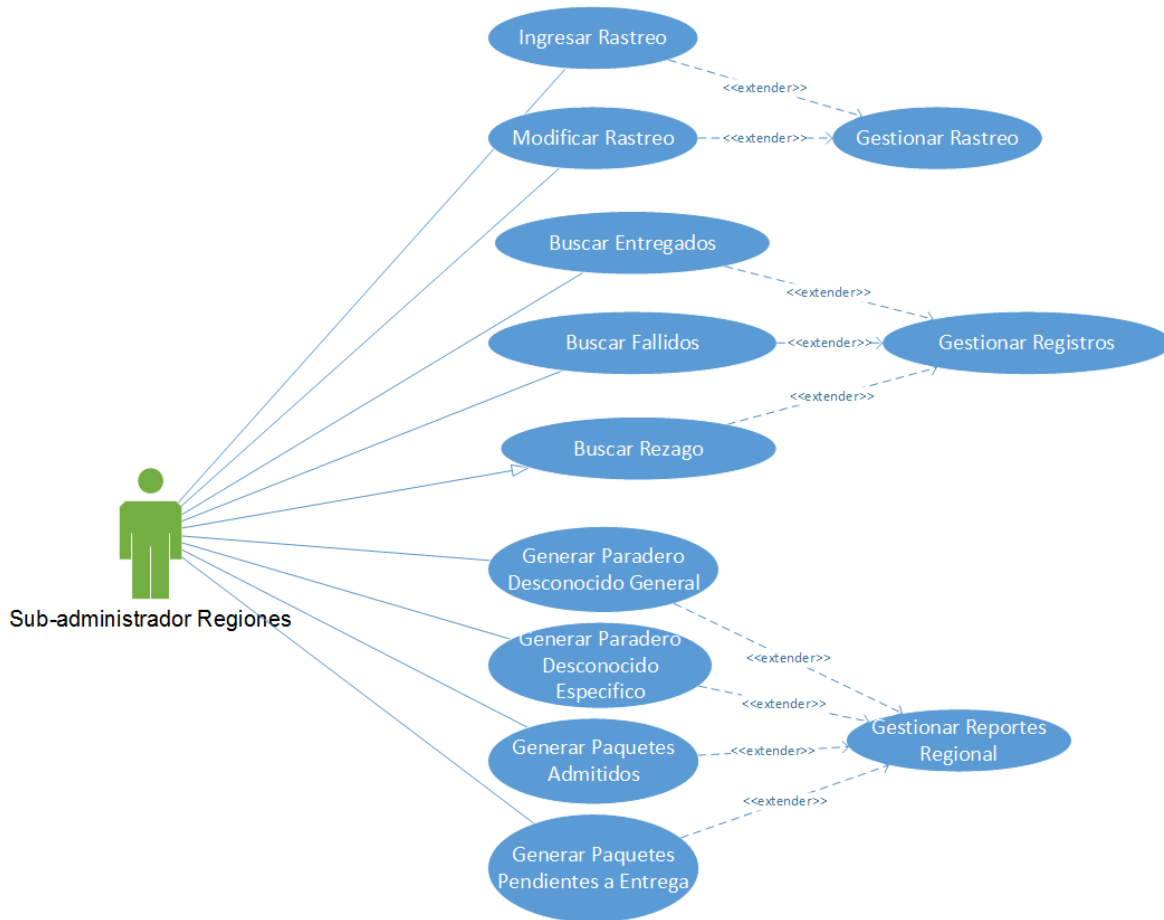 Ingresar Rastreo
<<extender>>
Modificar Rastreo
<<extender>>
Gestionar Rastreo
Buscar Entregados
<<extender>>
Buscar Fallidos
<<extender>>
Gestionar Registros
<<extender>>
Buscar Rezago
Sub-administrador Regiones
Generar Paradero
Desconocido General
<<extender>>
Generar Paradero
Desconocido
Especifico
<<extender>>
Gestionar Reportes
Regional
Generar Paquetes
Admitidos
<<extender>>
<<extender>>
Generar Paquetes
Pendientes a Entrega